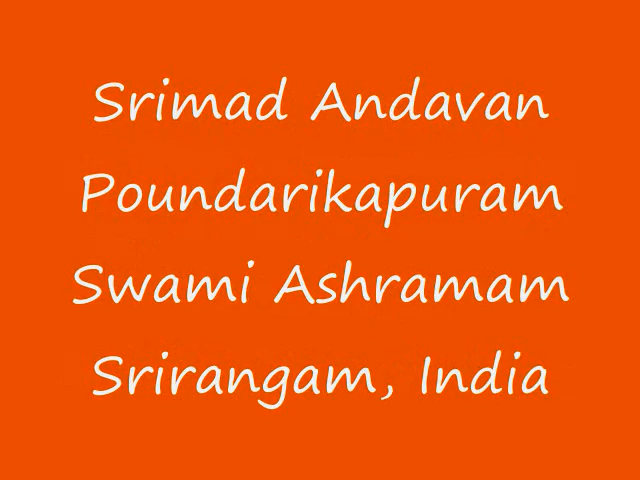 Srimad Andavan
Poundarikapuram
Swami Ashramam
Srirangam, India